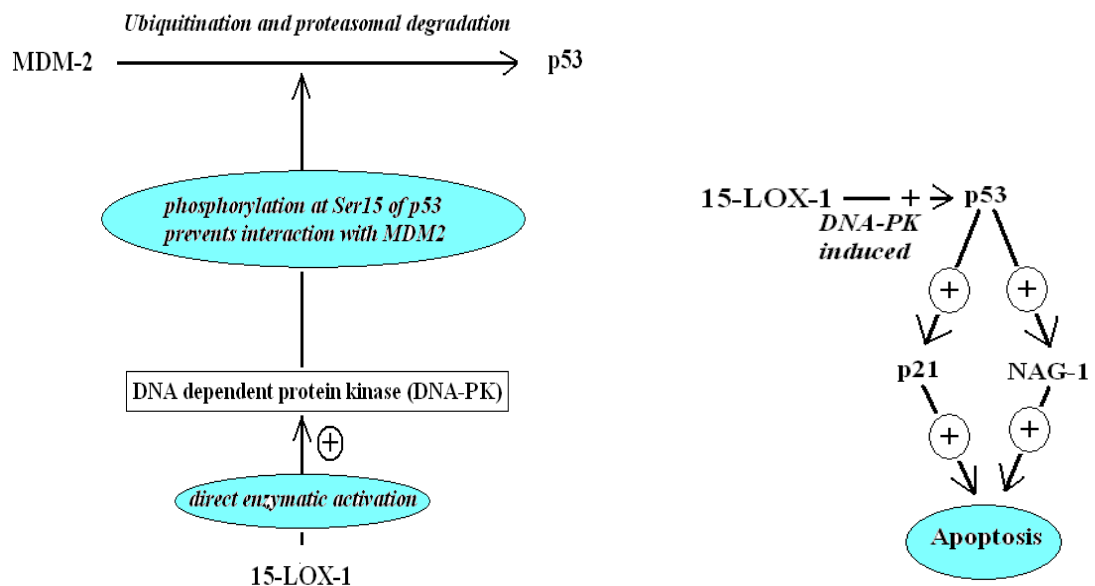 Ubiquitination and proteasomal degradation
MDM-2
p53
phosphorylation at Ser15 of p53
prevents interaction with MDM2
DNA dependent protein kinase (DNA-PK)
+
direct enzymatic activation
15-LOX-1
15-LOX-1 + p53
DNA-PK
induced
+ +
p21 NAG-1
+ +
Apoptosis